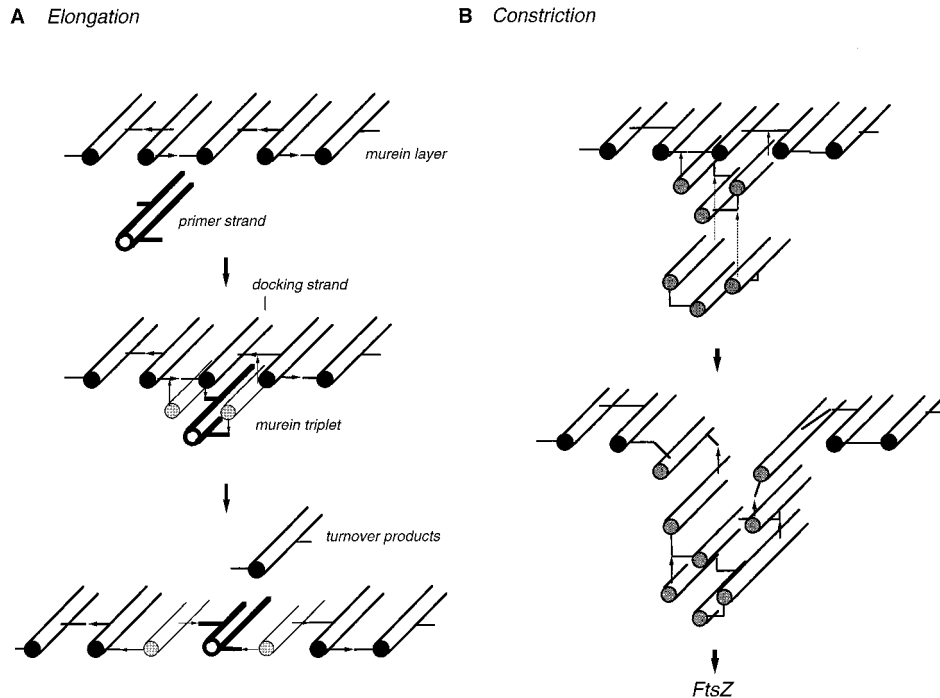 A Elongation
B Constriction
murein layer
primer strand
docking strand
murein triplet
turnover products
FtsZ